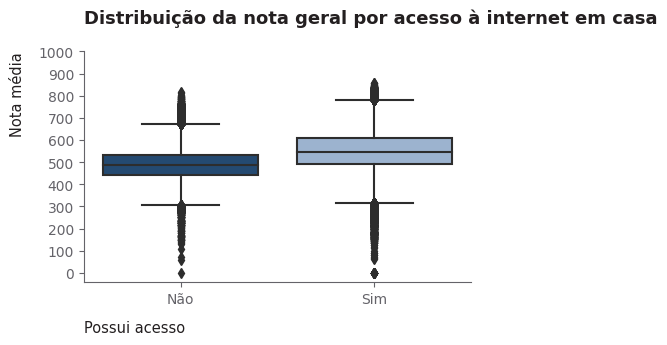 Distribuição da nota geral por acesso à internet em casa
Nota média
1000
900
800
700
600
500
400
300
200
100
0
Não
Sim
Possui acesso